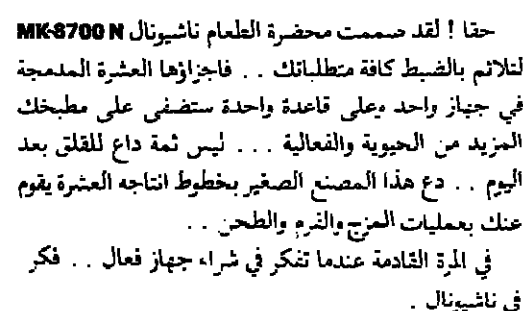 حقا ! لقد صممت محضرة الطعام ناشيونال MK-8700 N
لتلائم بالضبط كافة متطلباتك . . فاجزاؤها العشرة المدمجة
في جهاز واحد وعلى قاعدة واحدة ستضفى على مطبخك
المزيد من الحيوية والفعالية . . . ليس ثمة داع للقلق بعد
اليوم . . دع هذا المصنع الصغير بخطوط انتاجه العشرة يقوم
عنك بعمليات المزج والفرم والطحن . .
في المرة القادمة عندما تفكر في شراء جهاز فعال . . فكر
في ناشيونال .